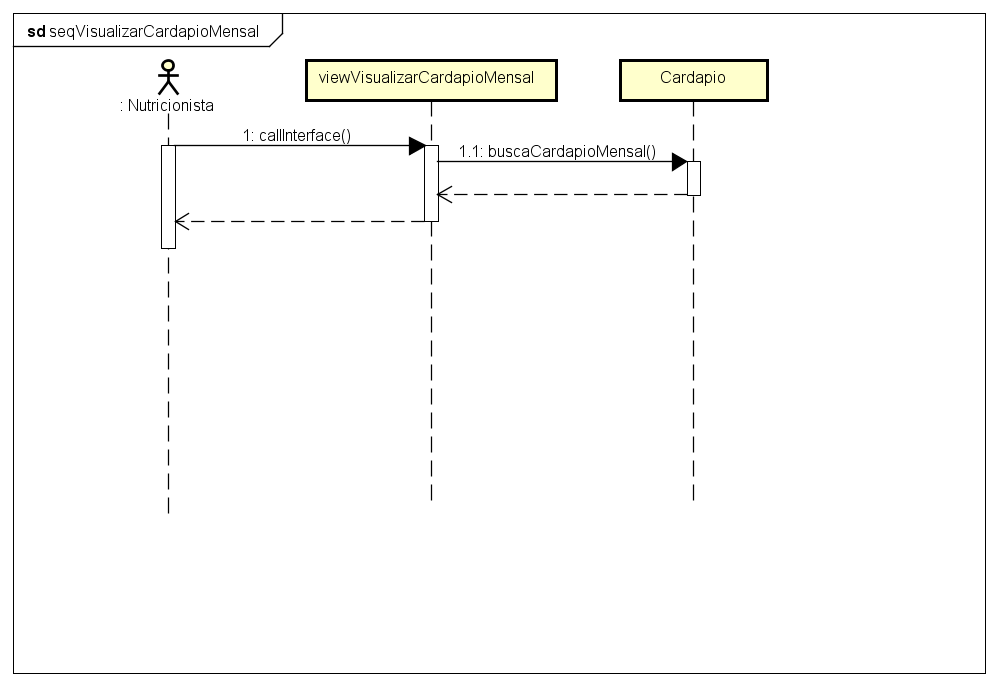 sd seqVisualizarCardapioMensal
: Nutricionista
viewVisualizarCardapioMensal
Cardapio
1: callInterface()
1.1: buscaCardapioMensal()